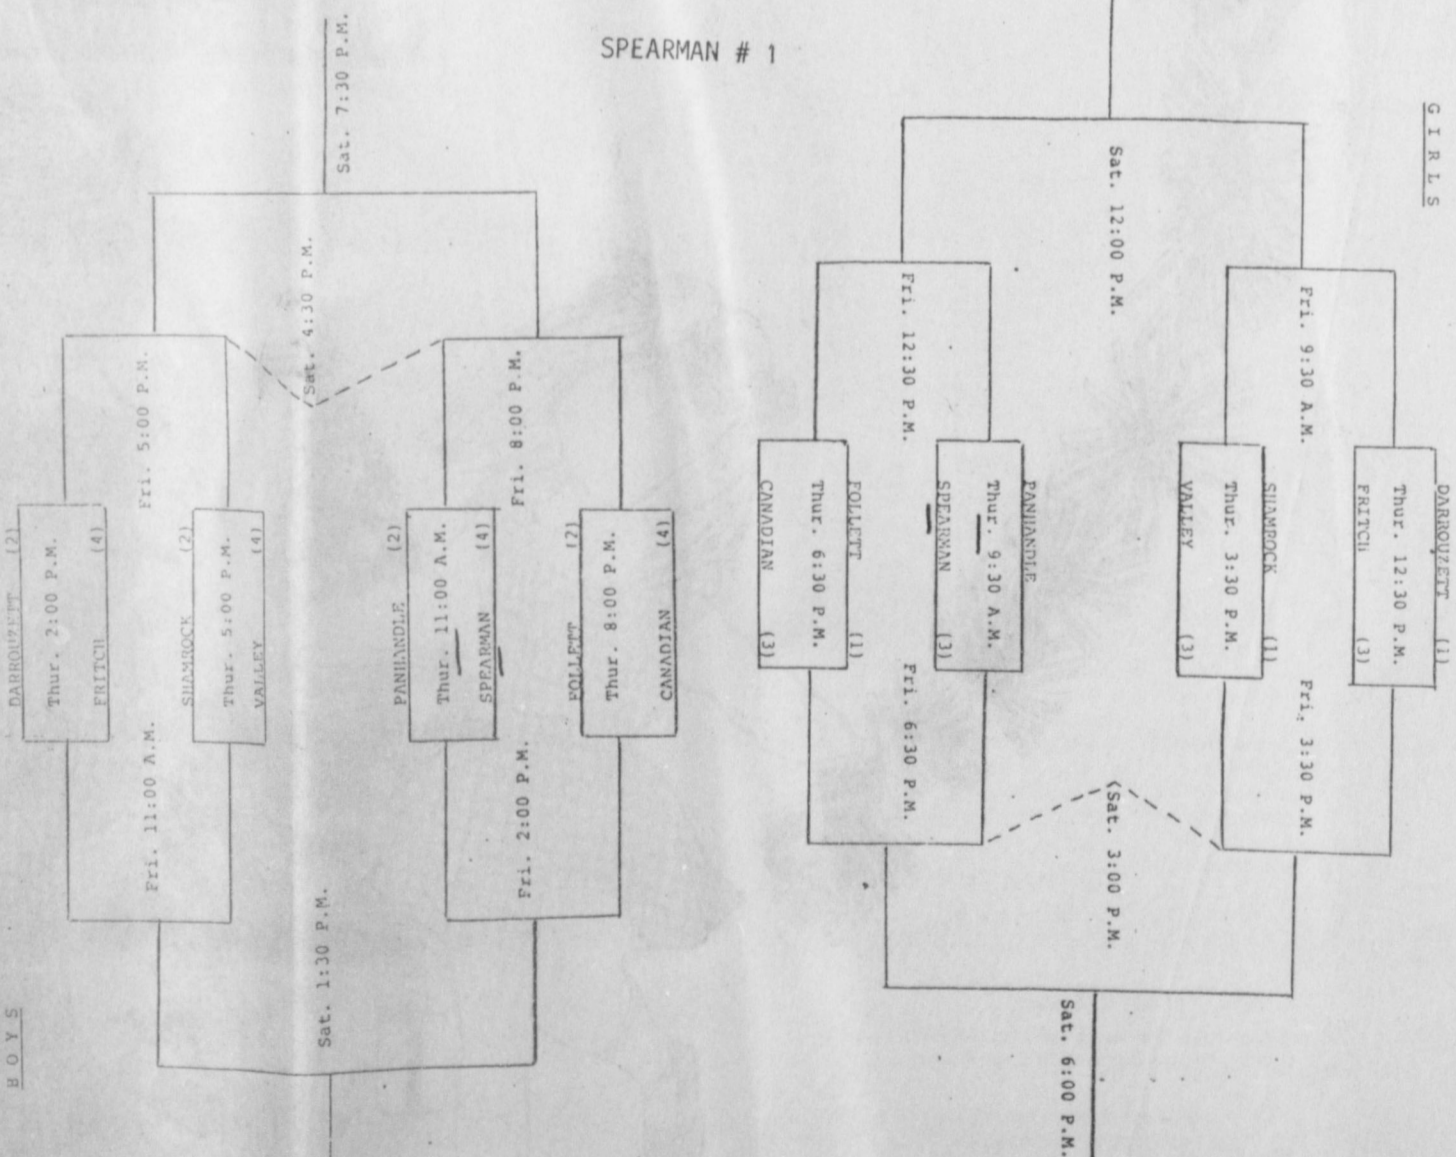 SPEARMAN # 1
G I R L S
DARROUZETT (1)
Thur. 12:30 P.M.
FRITCH (3)
Fri. 9:30 A.M.
Fri. 3:30 P.M.
SHAMROCK (1)
Thur. 3:30 P.M.
VALLEY (3)
Sat. 12:00 P.M.
(Sat. 3:00 P.M.
Sat. 6:00 P.M.
PANHANDLE
Thur. 9:30 A.M.
SPEARMAN (3)
Fri. 12:30 P.M.
Fri. 6:30 P.M.
FOLLETT (1)
Thur. 6:30 P.M.
CANADIAN (3)
B O Y S
DARROUZETT (2)
Thur. 2:00 P.M.
FRITCH (4)
Fri. 11:00 A.M.
Fri. 5:00 P.M.
SHAMROCK (2)
Thur. 5:00 P.M.
VALLEY (4)
Sat. 1:30 P.M.
Sat. 4:30 P.M.
Sat. 7:30 P.M.
PANHANDLE (2)
Thur. 11:00 A.M.
SPEARMAN (4)
Fri. 2:00 P.M.
Fri. 8:00 P.M.
FOLLETT (2)
Thur. 8:00 P.M.
CANADIAN (4)